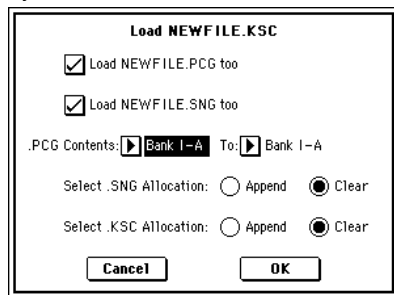 Load NEWFILE.KSC
Load NEWFILE.PCG too
Load NEWFILE.SNG too
.PCG Contents: Bank I-A To: Bank I-A
Select .SNG Allocation: Append Clear
Select .KSC Allocation: Append Clear
Cancel OK